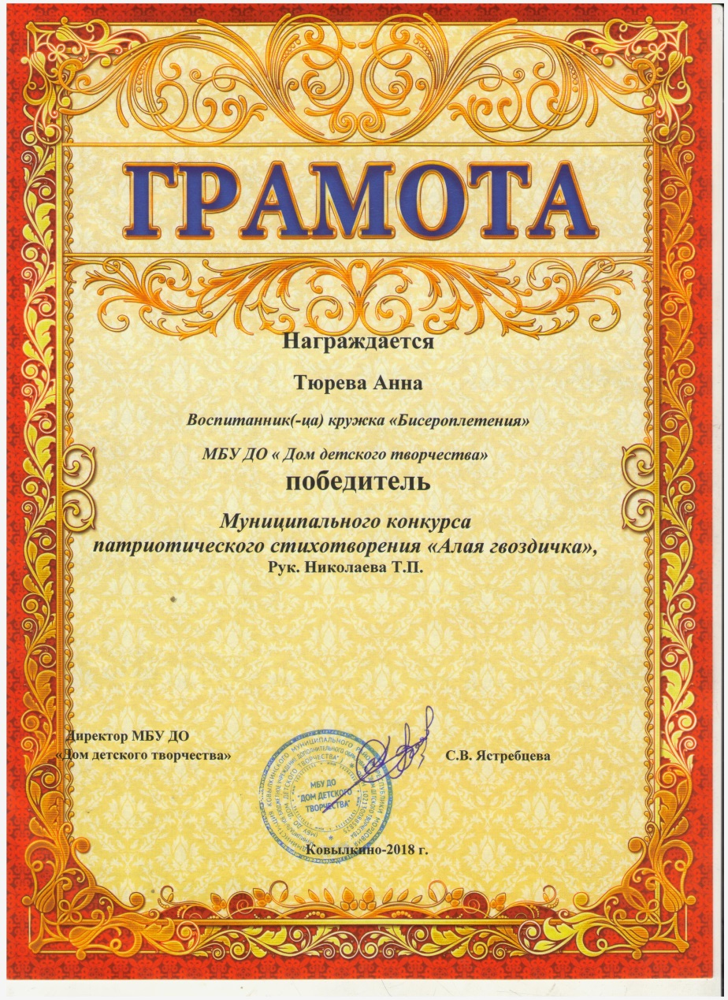 ГРАМОТА
Награждается
Тюрева Анна
Воспитанник(-ца) кружка «Бисероплетения»
МБУ ДО « Дом детского творчества»
победитель
Муниципального конкурса
патриотического стихотворения «Алая гвоздичка»,
Рук. Николаева Т.П.
Директор МБУ ДО
«Дом детского творчества»
С.В. Ястребцева
МБУ ДО
"ДОМ ДЕТСКОГО
ТВОРЧЕСТВА"
Ковылкино-2018 г.